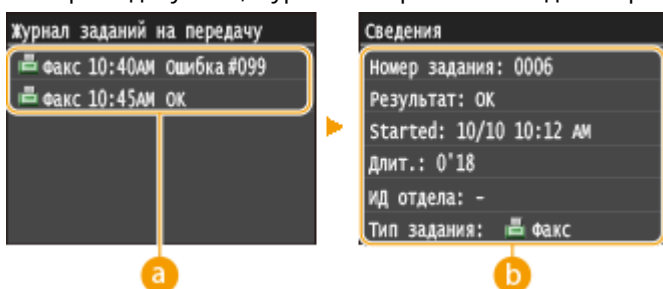 Журнал заданий на передачу
Факс 10:40AM Ошибка #099
Факс 10:45AM OK
a
Сведения
Номер задания: 0006
Результат: OK
Started: 10/10 10:12 AM
Длит.: 0'18
ИД отдела: -
Тип задания: Факс
b